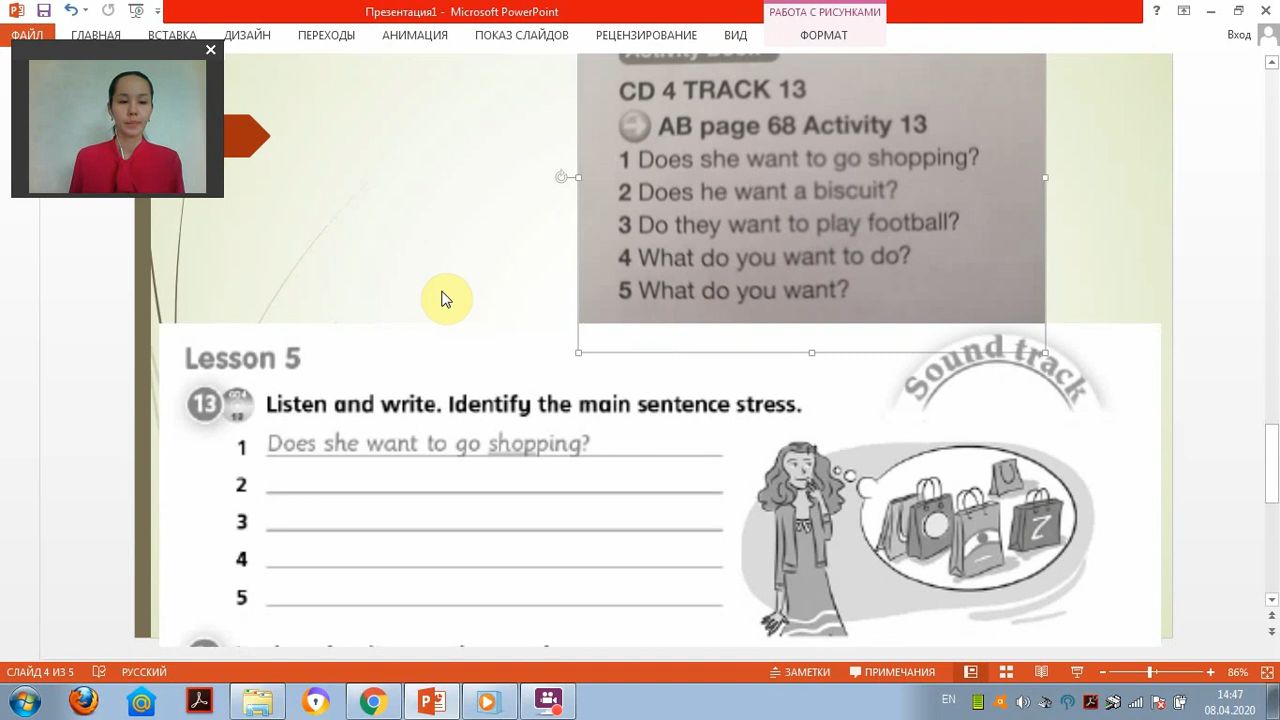 Презентация1 - Microsoft PowerPoint
РАБОТА С РИСУНКАМИ
ФАЙЛ ГЛАВНАЯ ВСТАВКА ДИЗАЙН ПЕРЕХОДЫ АНИМАЦИЯ ПОКАЗ СЛАЙДОВ РЕЦЕНЗИРОВАНИЕ ВИД ФОРМАТ Вход
Activity Book
CD 4 TRACK 13
AB page 68 Activity 13
1 Does she want to go shopping?
2 Does he want a biscuit?
3 Do they want to play football?
4 What do you want to do?
5 What do you want?
Lesson 5
Sound track
13 Listen and write. Identify the main sentence stress.
1 Does she want to go shopping?
2
3
4
5
Z
СЛАЙД 4 ИЗ 5 РУССКИЙ ЗАМЕТКИ ПРИМЕЧАНИЯ 86%
EN 14:47
08.04.2020